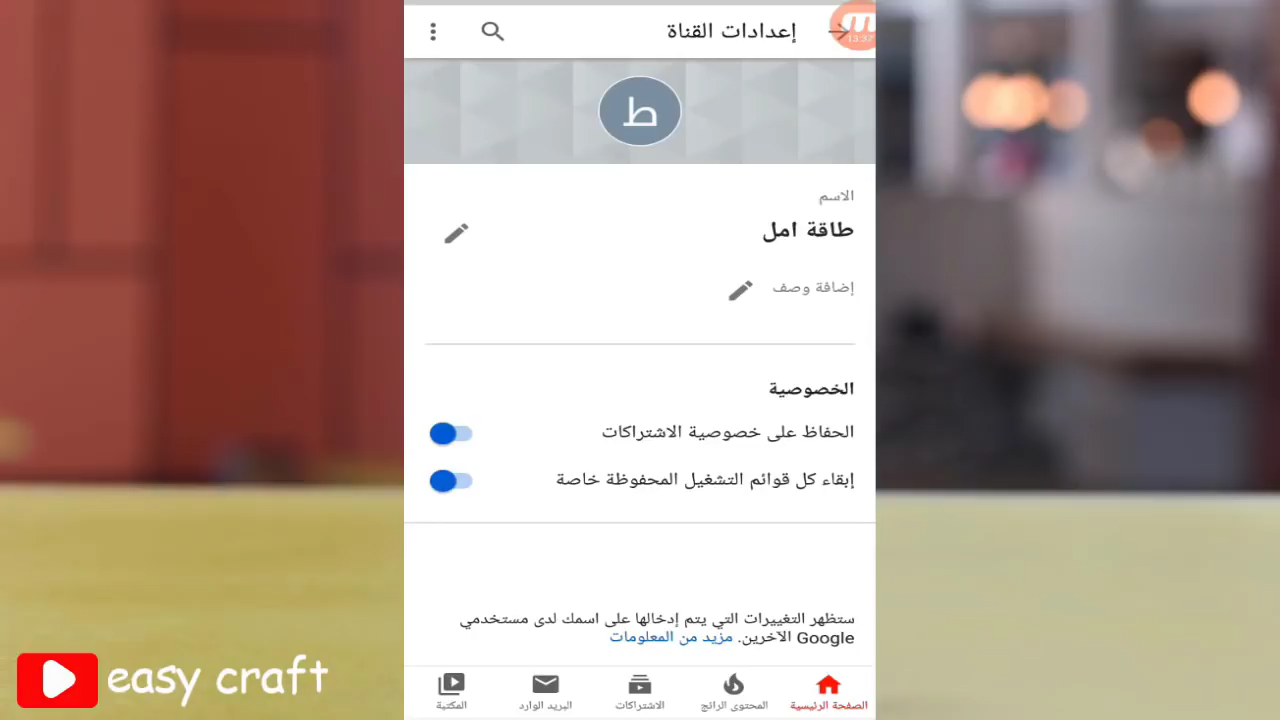 إعدادات القناة
13:37
ط
الاسم
طاقة امل
إضافة وصف
الخصوصية
الحفاظ على خصوصية الاشتراكات
إبقاء كل قوائم التشغيل المحفوظة خاصة
ستظهر التغييرات التي يتم إدخالها على اسمك لدى مستخدمي
Google الآخرين. مزيد من المعلومات
الصفحة الرئيسية
المحتوى الرائج
الاشتراكات
البريد الوارد
المكتبة
easy craft